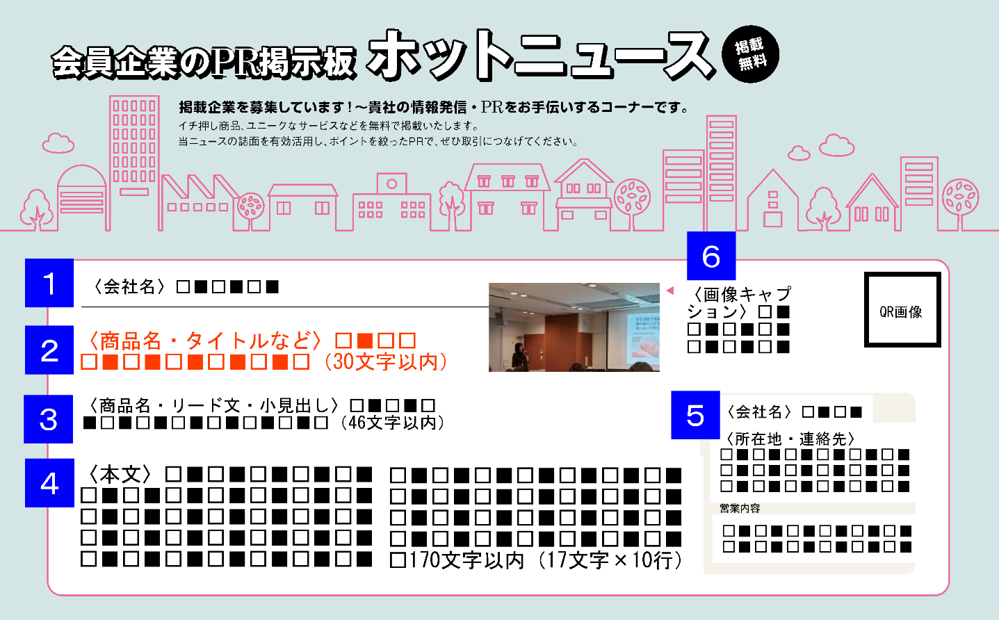 会員企業のPR掲示板 ホットニュース
掲載
無料
掲載企業を募集しています！～貴社の情報発信・PRをお手伝いするコーナーです。
イチ押し商品、ユニークなサービスなどを無料で掲載いたします。
当ニュースの誌面を有効活用し、ポイントを絞ったPRで、ぜひ取引につなげてください。
1
〈会社名〉□■□■□■
2
〈商品名・タイトルなど〉□■□□
□■□■□■□■□■□（30文字以内）
3
〈商品名・リード文・小見出し〉□■□■□
■□■□■□■□■□■□■□（46文字以内）
4
〈本文〉□■□■□■□■□■
□■□■□■□■□■□■□■
□■□■□■□■□■□■□■
□■□■□■□■□■□■□■
□■□■□■□■□■□■□■
□■□■□■□■□■□■□■
□■□■□■□■□■□■□■
□■□■□■□■□■□■□■
□■□■□■□■□■□■□■
□170文字以内（17文字×10行）
6
〈画像キャプ
ション〉□■
□■□■□■
□■□■□■
QR画像
5
〈会社名〉□■□■
〈所在地・連絡先〉
□■□■□■□■□■□■
□■□■□■□■□■□■
□■□■□■□■□■□■
営業内容
□■□■□■□■□■□■
□■□■□■□■□■□■